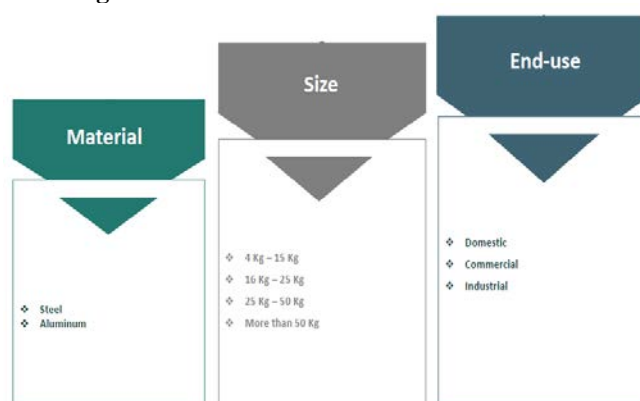 Material
❖ Steel
❖ Aluminum
Size
❖ 4 Kg – 15 Kg
❖ 16 Kg – 25 Kg
❖ 25 Kg – 50 Kg
❖ More than 50 Kg
End-use
❖ Domestic
❖ Commercial
❖ Industrial